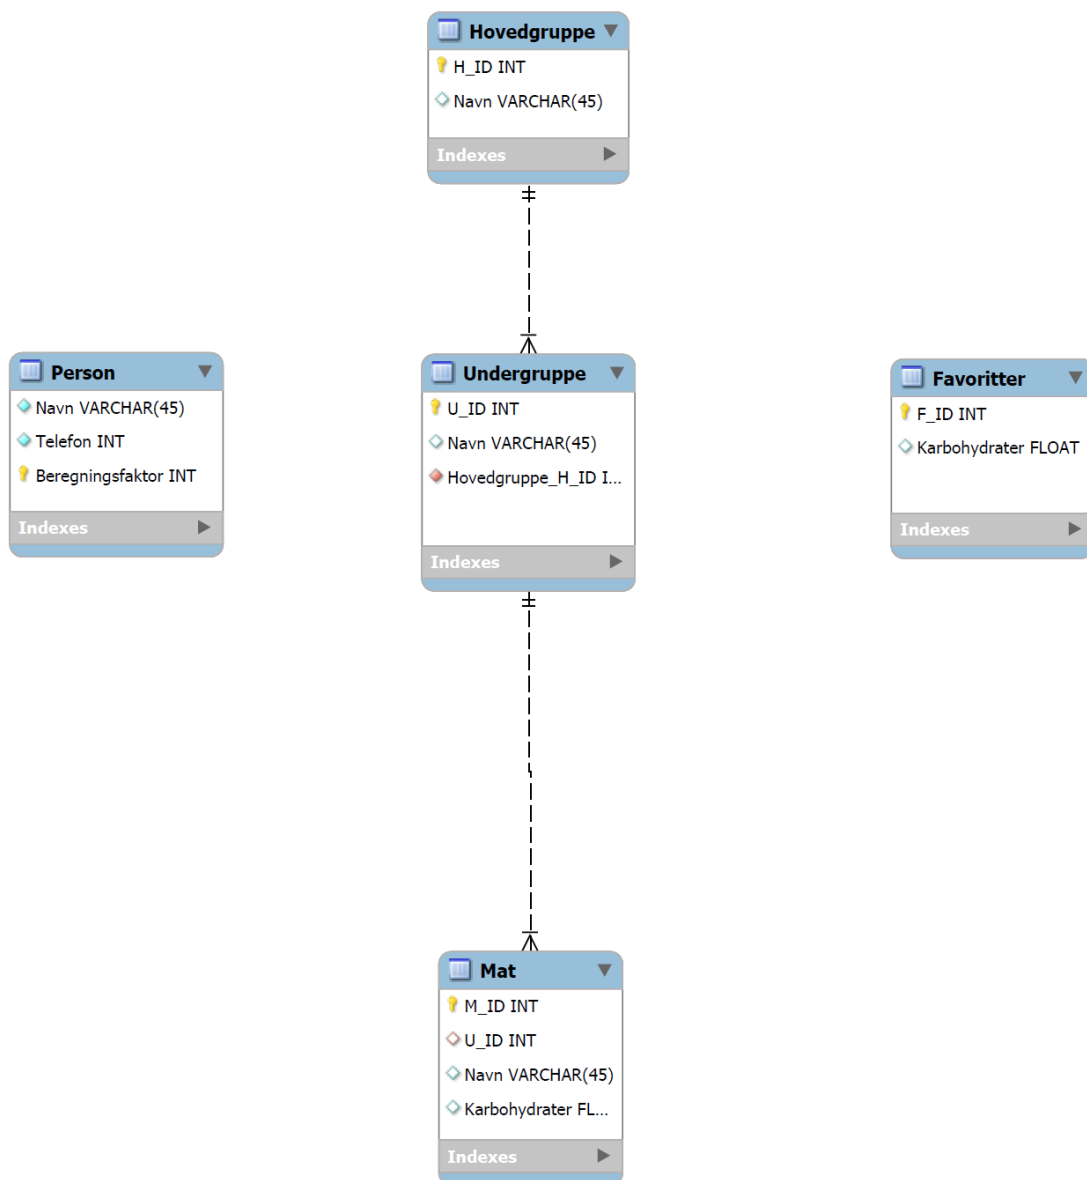 Hovedgruppe
H_ID INT
Navn VARCHAR(45)
Indexes
Person
Navn VARCHAR(45)
Telefon INT
Beregningsfaktor INT
Indexes
Undergruppe
U_ID INT
Navn VARCHAR(45)
Hovedgruppe_H_ID I...
Indexes
Favoritter
F_ID INT
Karbohydrater FLOAT
Indexes
Mat
M_ID INT
U_ID INT
Navn VARCHAR(45)
Karbohydrater FL...
Indexes